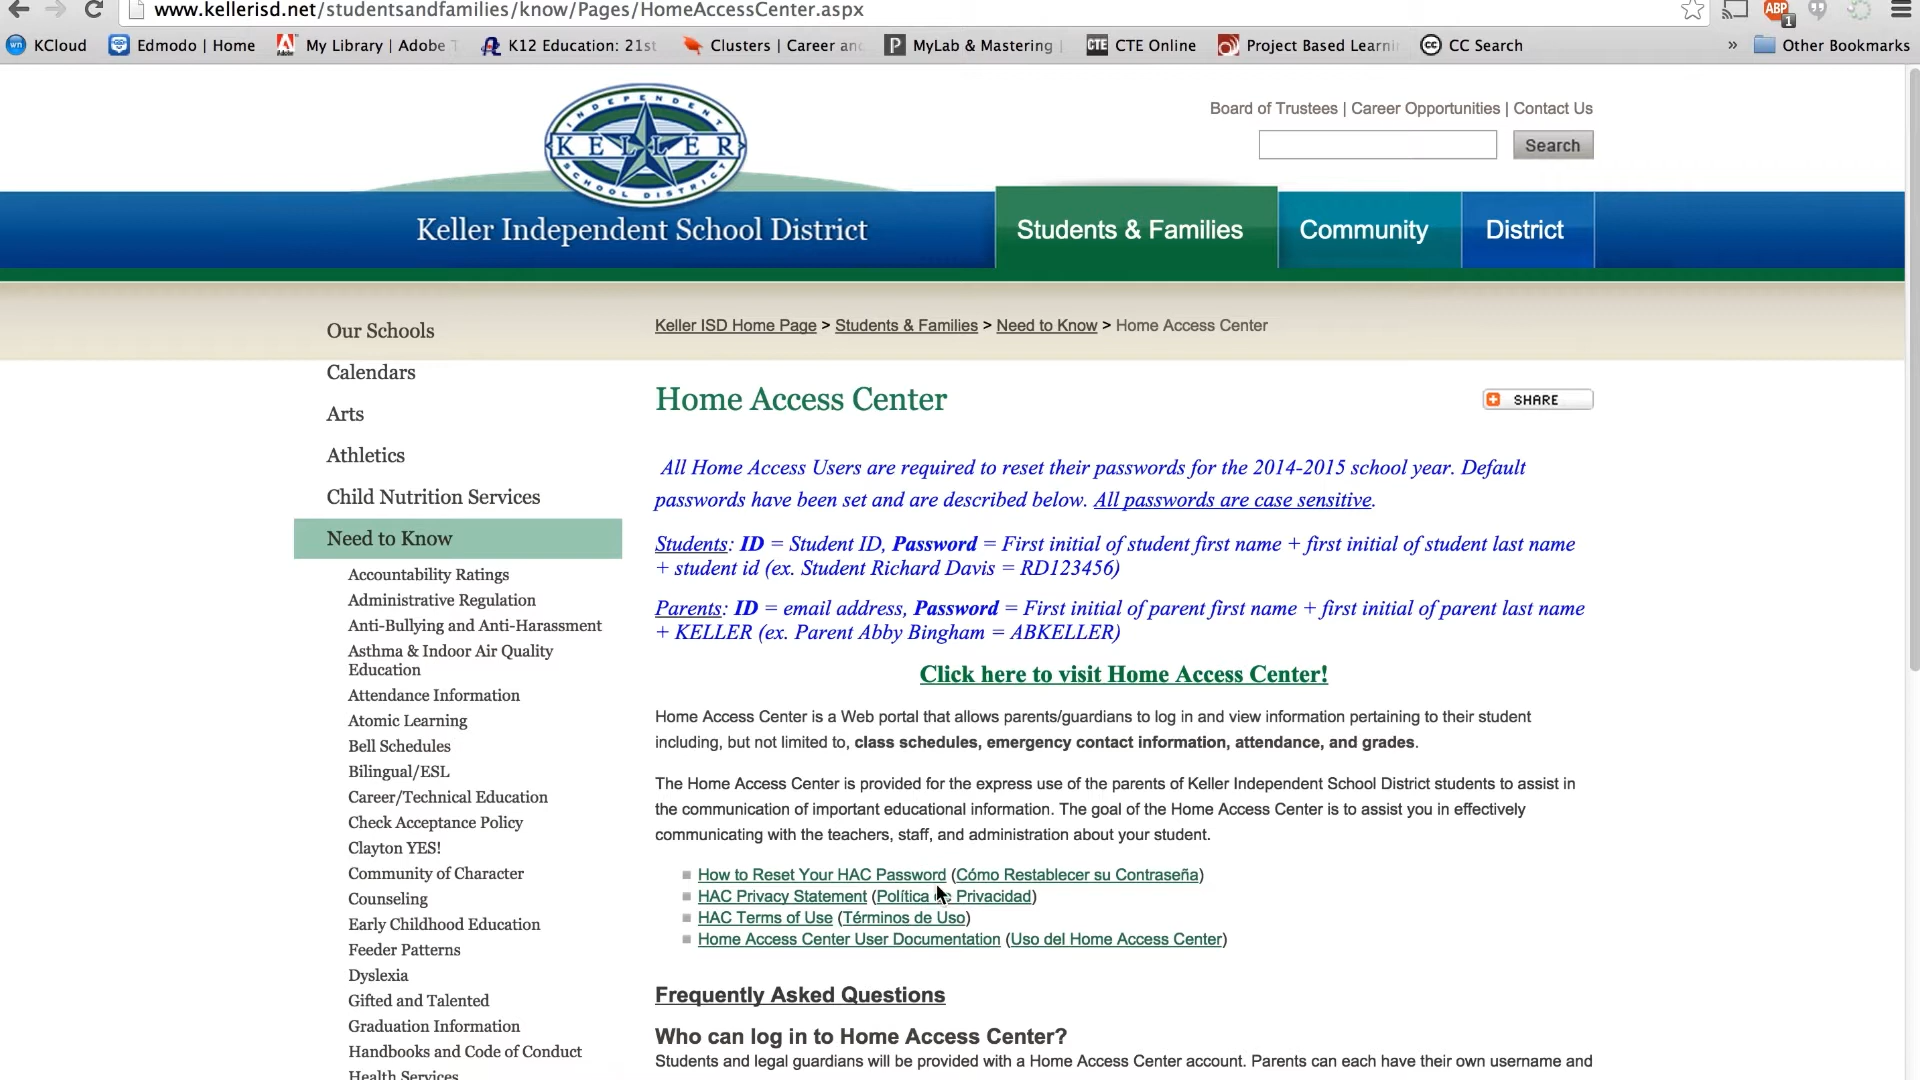 www.kellerisd.net/studentsandfamilies/know/Pages/HomeAccessCenter.aspx
ABP
1
wn KCloud
Edmodo | Home
My Library | Adobe
K12 Education: 21st
Clusters | Career and
P MyLab & Mastering |
CTE CTE Online
Project Based Learni
cc CC Search
» Other Bookmarks
INDEPENDENT
KELLER
SCHOOL DISTRICT
Board of Trustees | Career Opportunities | Contact Us
Search
Keller Independent School District
Students & Families
Community
District
Keller ISD Home Page > Students & Families > Need to Know > Home Access Center
Our Schools
Calendars
Arts
Athletics
Child Nutrition Services
Need to Know
Accountability Ratings
Administrative Regulation
Anti-Bullying and Anti-Harassment
Asthma & Indoor Air Quality
Education
Attendance Information
Atomic Learning
Bell Schedules
Bilingual/ESL
Career/Technical Education
Check Acceptance Policy
Clayton YES!
Community of Character
Counseling
Early Childhood Education
Feeder Patterns
Dyslexia
Gifted and Talented
Graduation Information
Handbooks and Code of Conduct
Health Services
Home Access Center
SHARE
All Home Access Users are required to reset their passwords for the 2014-2015 school year. Default
passwords have been set and are described below. All passwords are case sensitive.
Students: ID = Student ID, Password = First initial of student first name + first initial of student last name
+ student id (ex. Student Richard Davis = RD123456)
Parents: ID = email address, Password = First initial of parent first name + first initial of parent last name
+ KELLER (ex. Parent Abby Bingham = ABKELLER)
Click here to visit Home Access Center!
Home Access Center is a Web portal that allows parents/guardians to log in and view information pertaining to their student
including, but not limited to, class schedules, emergency contact information, attendance, and grades.
The Home Access Center is provided for the express use of the parents of Keller Independent School District students to assist in
the communication of important educational information. The goal of the Home Access Center is to assist you in effectively
communicating with the teachers, staff, and administration about your student.
How to Reset Your HAC Password (Cómo Restablecer su Contraseña)
HAC Privacy Statement (Política de Privacidad)
HAC Terms of Use (Términos de Uso)
Home Access Center User Documentation (Uso del Home Access Center)
Frequently Asked Questions
Who can log in to Home Access Center?
Students and legal guardians will be provided with a Home Access Center account. Parents can each have their own username and